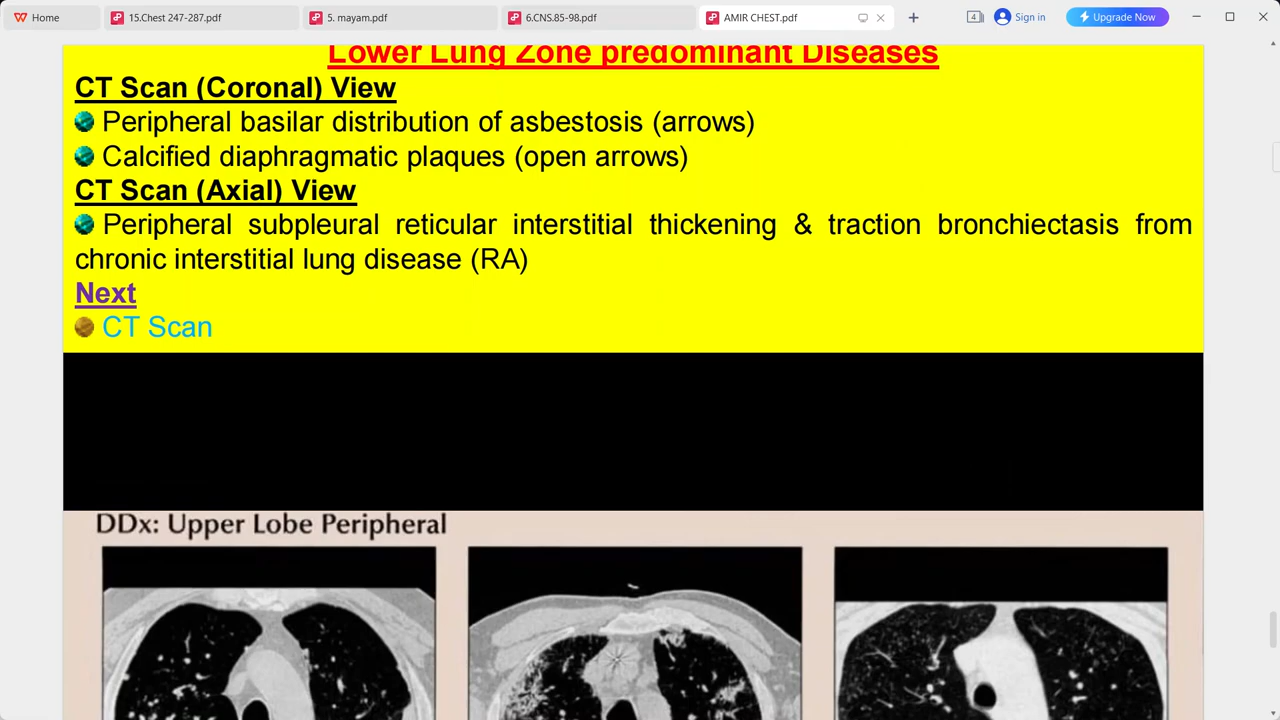 Home
15.Chest 247-287.pdf
5. mayam.pdf
6.CNS.85-98.pdf
AMIR CHEST.pdf
4
Sign in
Upgrade Now
Lower Lung Zone predominant Diseases
CT Scan (Coronal) View
Peripheral basilar distribution of asbestosis (arrows)
Calcified diaphragmatic plaques (open arrows)
CT Scan (Axial) View
Peripheral subpleural reticular interstitial thickening & traction bronchiectasis from
chronic interstitial lung disease (RA)
Next
CT Scan
DDx: Upper Lobe Peripheral